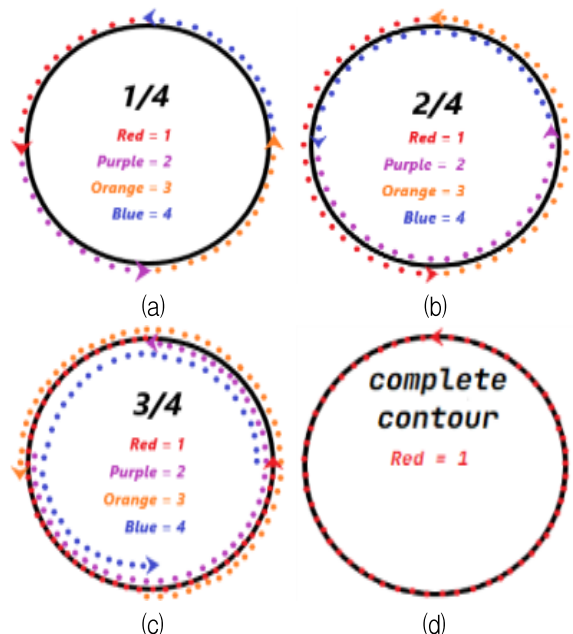 1/4
Red = 1
Purple = 2
Orange = 3
Blue = 4
(a)
2/4
Red = 1
Purple = 2
Orange = 3
Blue = 4
(b)
3/4
Red = 1
Purple = 2
Orange = 3
Blue = 4
(c)
complete
contour
Red = 1
(d)